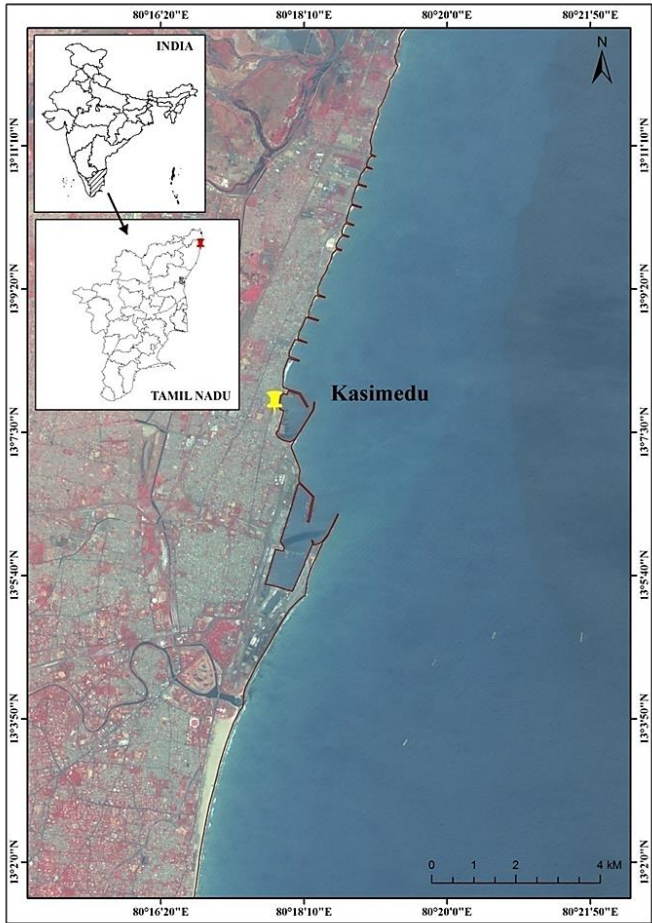 80°16'20"E 80°18'10"E 80°20'0"E 80°21'50"E
INDIA
N
TAMIL NADU
Kasimedu
13°11'10"N 13°11'10"N
13°9'20"N 13°9'20"N
13°7'30"N 13°7'30"N
13°5'40"N 13°5'40"N
13°3'50"N 13°3'50"N
13°2'0"N 13°2'0"N
0 1 2 4 kM
80°16'20"E 80°18'10"E 80°20'0"E 80°21'50"E